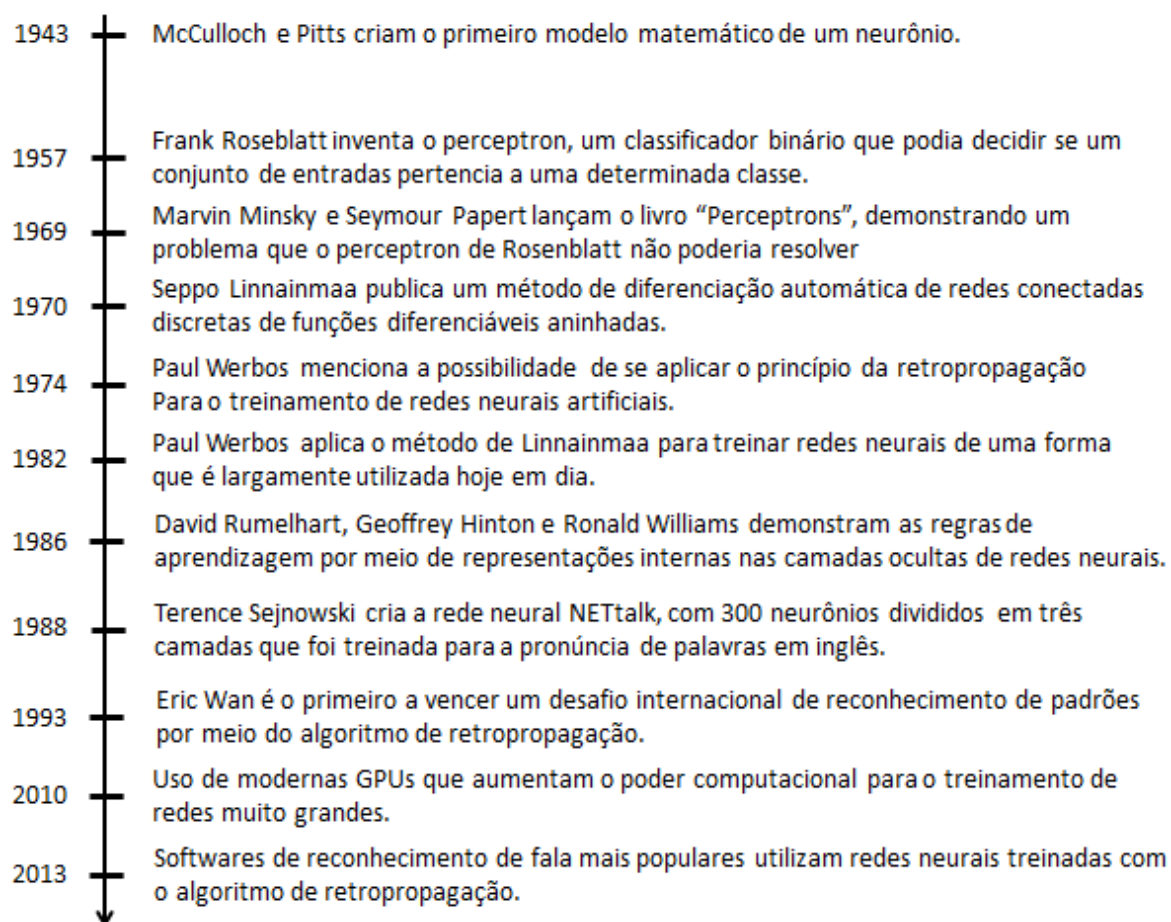 1943 McCulloch e Pitts criam o primeiro modelo matemático de um neurônio.
1957 Frank Roseblatt inventa o perceptron, um classificador binário que podia decidir se um
conjunto de entradas pertencia a uma determinada classe.
1969 Marvin Minsky e Seymour Papert lançam o livro “Perceptrons”, demonstrando um
problema que o perceptron de Rosenblatt não poderia resolver
1970 Seppo Linnainmaa publica um método de diferenciação automática de redes conectadas
discretas de funções diferenciáveis aninhadas.
1974 Paul Werbos menciona a possibilidade de se aplicar o princípio da retropropagação
Para o treinamento de redes neurais artificiais.
1982 Paul Werbos aplica o método de Linnainmaa para treinar redes neurais de uma forma
que é largamente utilizada hoje em dia.
1986 David Rumelhart, Geoffrey Hinton e Ronald Williams demonstram as regras de
aprendizagem por meio de representações internas nas camadas ocultas de redes neurais.
1988 Terence Sejnowski cria a rede neural NETtalk, com 300 neurônios divididos em três
camadas que foi treinada para a pronúncia de palavras em inglês.
1993 Eric Wan é o primeiro a vencer um desafio internacional de reconhecimento de padrões
por meio do algoritmo de retropropagação.
2010 Uso de modernas GPUs que aumentam o poder computacional para o treinamento de
redes muito grandes.
2013 Softwares de reconhecimento de fala mais populares utilizam redes neurais treinadas com
o algoritmo de retropropagação.